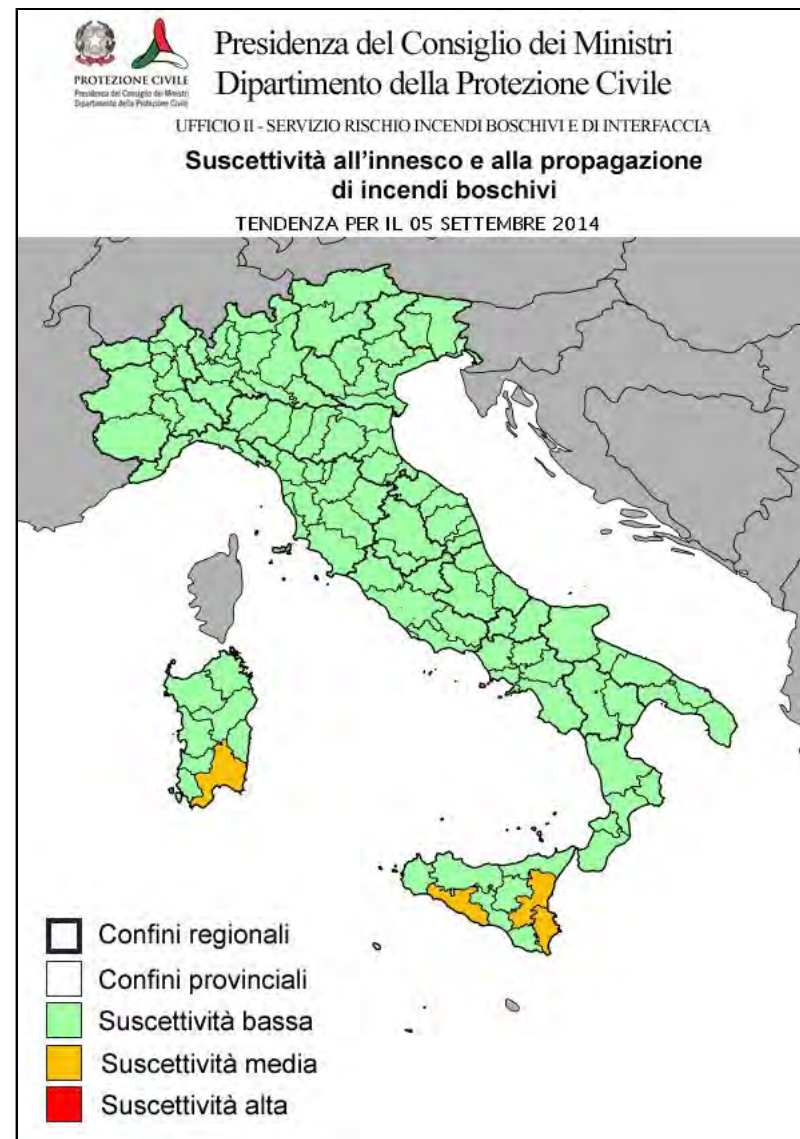 PROTEZIONE CIVILE
Presidenza del Consiglio dei Ministri
Dipartimento della Protezione Civile
Presidenza del Consiglio dei Ministri
Dipartimento della Protezione Civile
UFFICIO II - SERVIZIO RISCHIO INCENDI BOSCHIVI E DI INTERFACCIA
Suscettività all'innesco e alla propagazione
di incendi boschivi
TENDENZA PER IL 05 SETTEMBRE 2014
Confini regionali
Confini provinciali
Suscettività bassa
Suscettività media
Suscettività alta